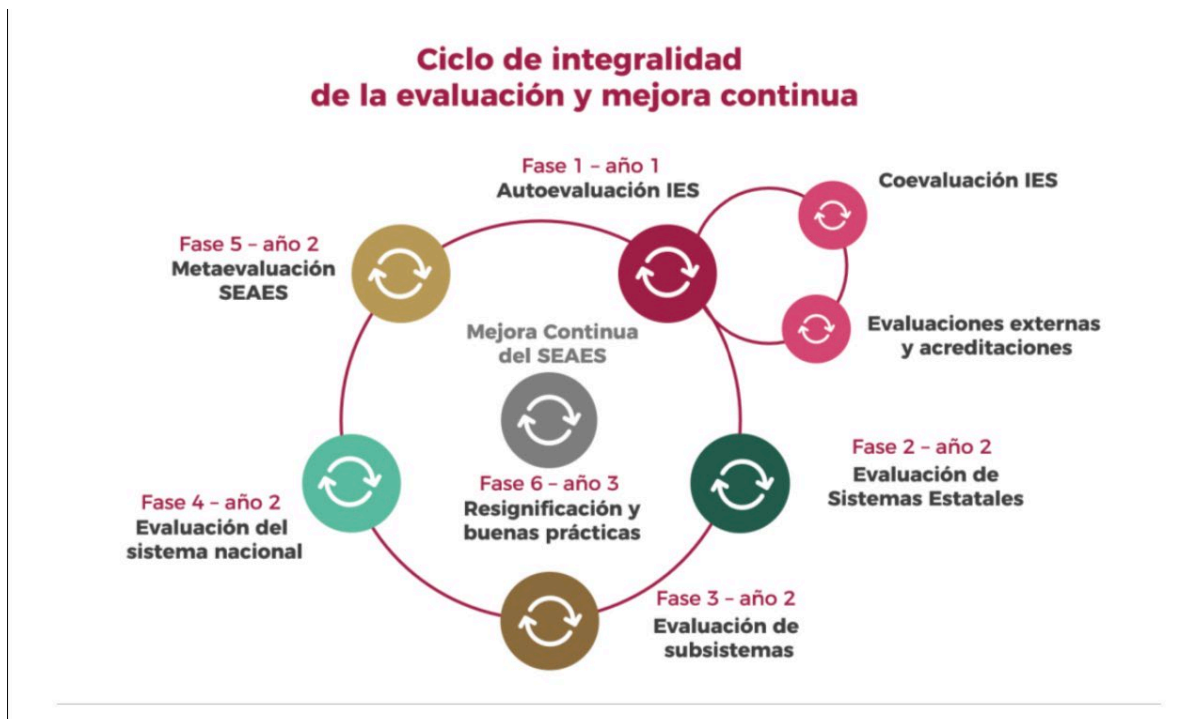 Ciclo de integralidad
de la evaluación y mejora continua
Fase 1 – año 1
Autoevaluación IES
Coevaluación IES
Evaluaciones externas
y acreditaciones
Fase 2 – año 2
Evaluación de
Sistemas Estatales
Fase 3 – año 2
Evaluación de
subsistemas
Fase 4 – año 2
Evaluación del
sistema nacional
Fase 5 – año 2
Metaevaluación
SEAES
Mejora Continua
del SEAES
Fase 6 – año 3
Resignificación y
buenas prácticas